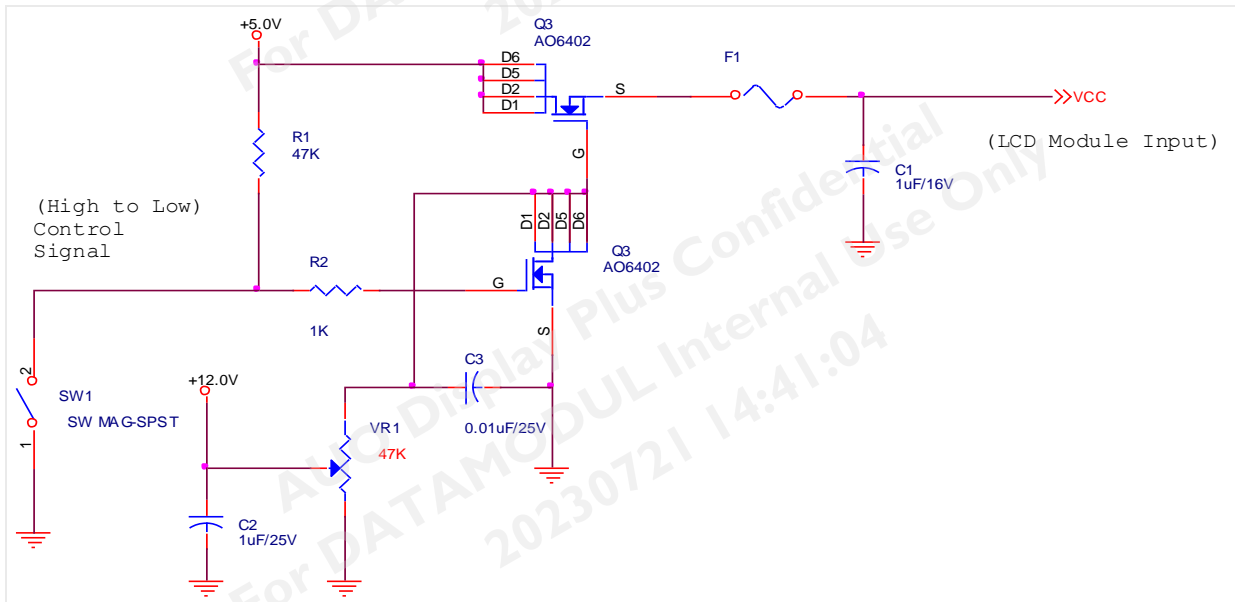 +5.0V
Q3
AO6402
D6
D5
D2
D1
S
G
F1
VCC
(LCD Module Input)
R1
47K
C1
1uF/16V
(High to Low)
Control
Signal
D1
D2
D5
D6
Q3
AO6402
R2
1K
G
S
C3
0.01uF/25V
+12.0V
2
1
SW1
SW MAG-SPST
VR1
47K
C2
1uF/25V
For DA
202
AUO Display Plus Confidential
For DATAMODUL Internal Use Only
20230721 14:41:04